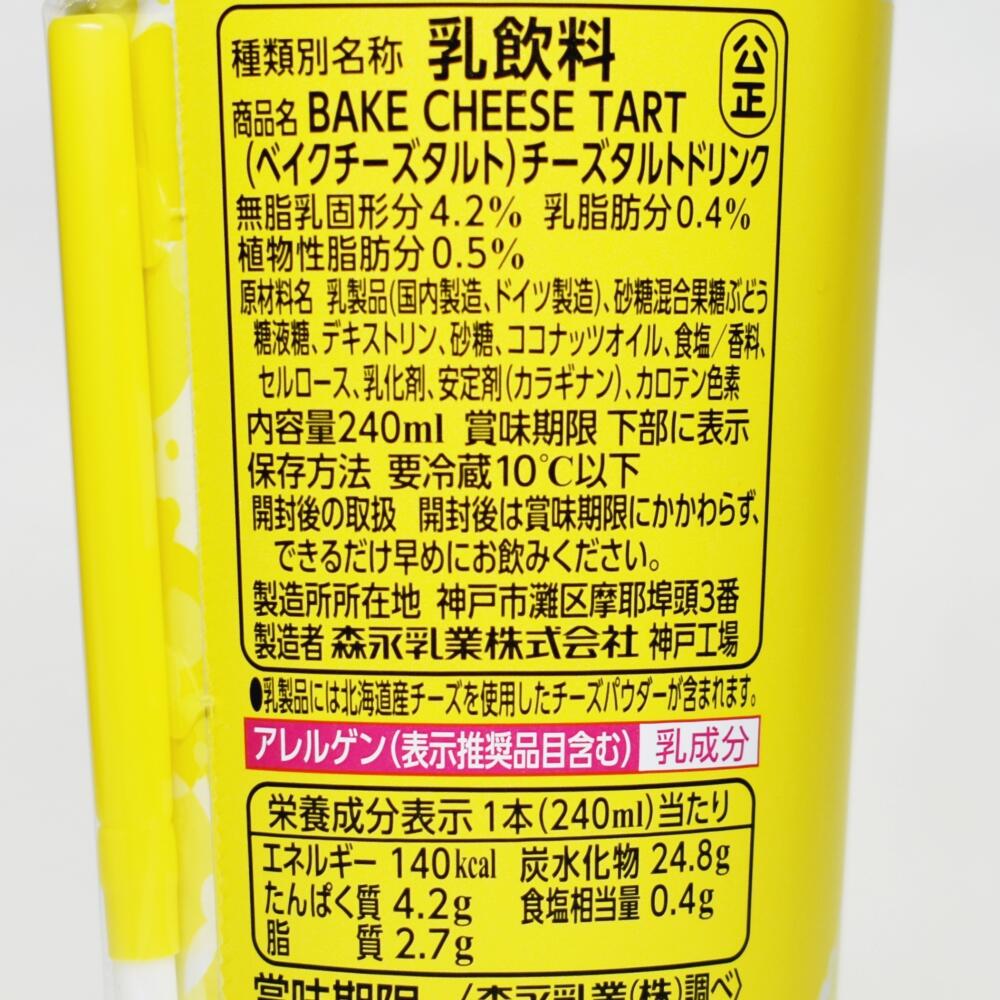 種類別名称 乳飲料
公正
商品名 BAKE CHEESE TART
(ベイクチーズタルト)チーズタルトドリンク
無脂乳固形分4.2% 乳脂肪分0.4%
植物性脂肪分0.5%
原材料名 乳製品(国内製造、ドイツ製造)、砂糖混合果糖ぶどう
糖液糖、デキストリン、砂糖、ココナッツオイル、食塩/香料、
セルロース、乳化剤、安定剤(カラギナン)、カロテン色素
内容量240ml 賞味期限 下部に表示
保存方法 要冷蔵10℃以下
開封後の取扱 開封後は賞味期限にかかわらず、
できるだけ早めにお飲みください。
製造所所在地 神戸市灘区摩耶埠頭3番
製造者 森永乳業株式会社 神戸工場
●乳製品には北海道産チーズを使用したチーズパウダーが含まれます。
アレルゲン(表示推奨品目含む) 乳成分
栄養成分表示 1本(240ml)当たり
エネルギー 140kcal 炭水化物 24.8g
たんぱく質 4.2g 食塩相当量 0.4g
脂質 2.7g
賞味期限 〈森永乳業(株)調べ〉